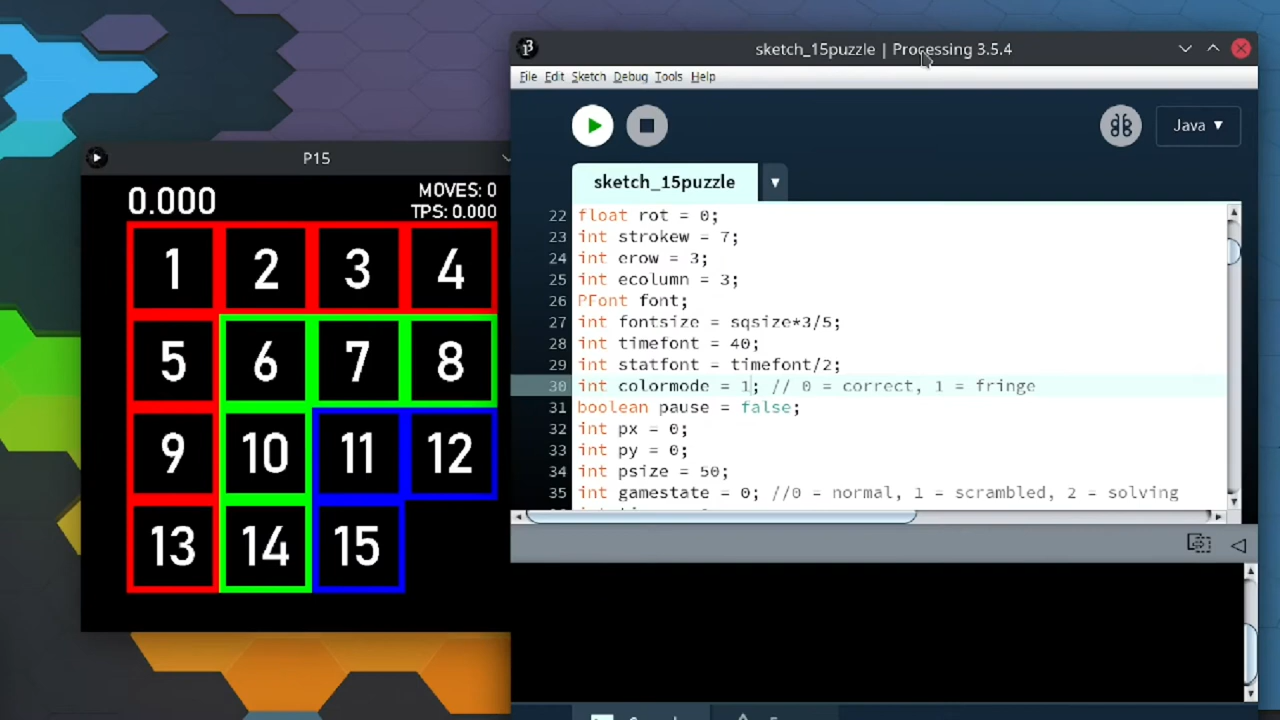 sketch_15puzzle | Processing 3.5.4
File Edit Sketch Debug Tools Help
Java ▼
sketch_15puzzle ▼
P15
0.000
MOVES: 0
TPS: 0.000
1 2 3 4
5 6 7 8
9 10 11 12
13 14 15
22 float rot = 0;
23 int strokew = 7;
24 int erow = 3;
25 int ecolumn = 3;
26 PFont font;
27 int fontsize = sqsize*3/5;
28 int timefont = 40;
29 int statfont = timefont/2;
30 int colormode = 1; // 0 = correct, 1 = fringe
31 boolean pause = false;
32 int px = 0;
33 int py = 0;
34 int psize = 50;
35 int gamestate = 0; //0 = normal, 1 = scrambled, 2 = solving